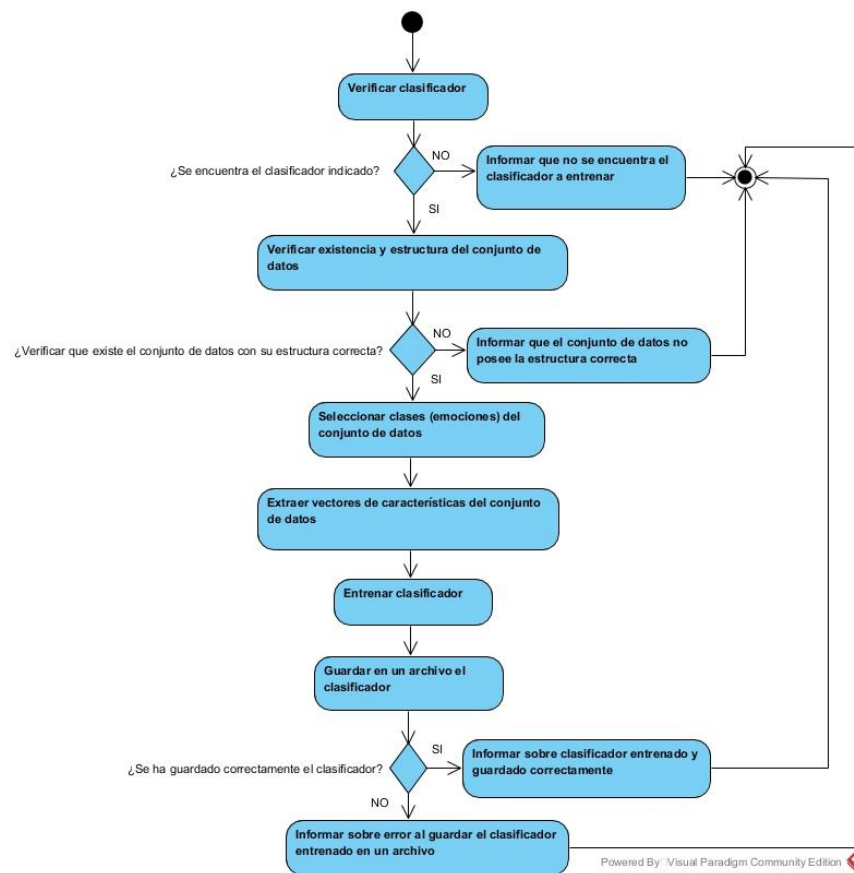 Verificar clasificador
¿Se encuentra el clasificador indicado?
NO
Informar que no se encuentra el
clasificador a entrenar
SI
Verificar existencia y estructura del conjunto de
datos
¿Verificar que existe el conjunto de datos con su estructura correcta?
NO
Informar que el conjunto de datos no
posee la estructura correcta
SI
Seleccionar clases (emociones) del
conjunto de datos
Extraer vectores de características del conjunto
de datos
Entrenar clasificador
Guardar en un archivo el
clasificador
¿Se ha guardado correctamente el clasificador?
SI
Informar sobre clasificador entrenado y
guardado correctamente
NO
Informar sobre error al guardar el clasificador
entrenado en un archivo
Powered By Visual Paradigm Community Edition